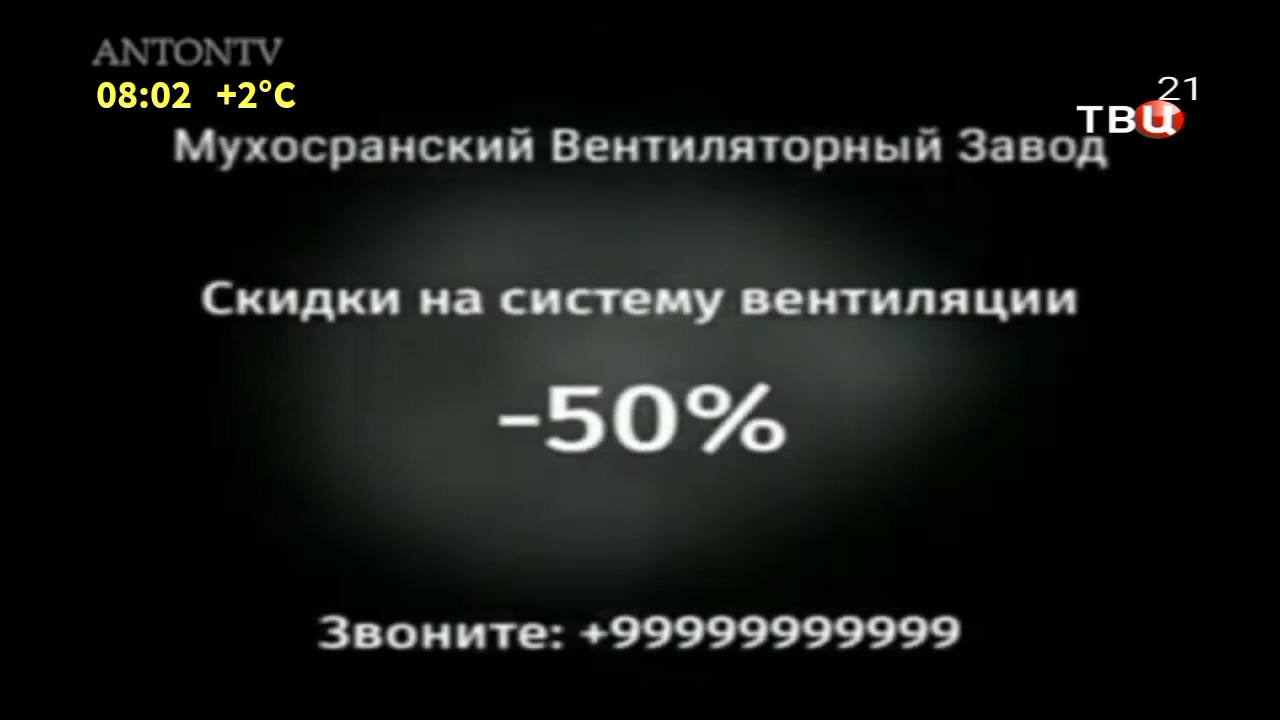 ANTONTV
08:02 +2°C
21
ТВЦ
Мухосранский Вентиляторный Завод
Скидки на систему вентиляции
-50%
Звоните: +99999999999